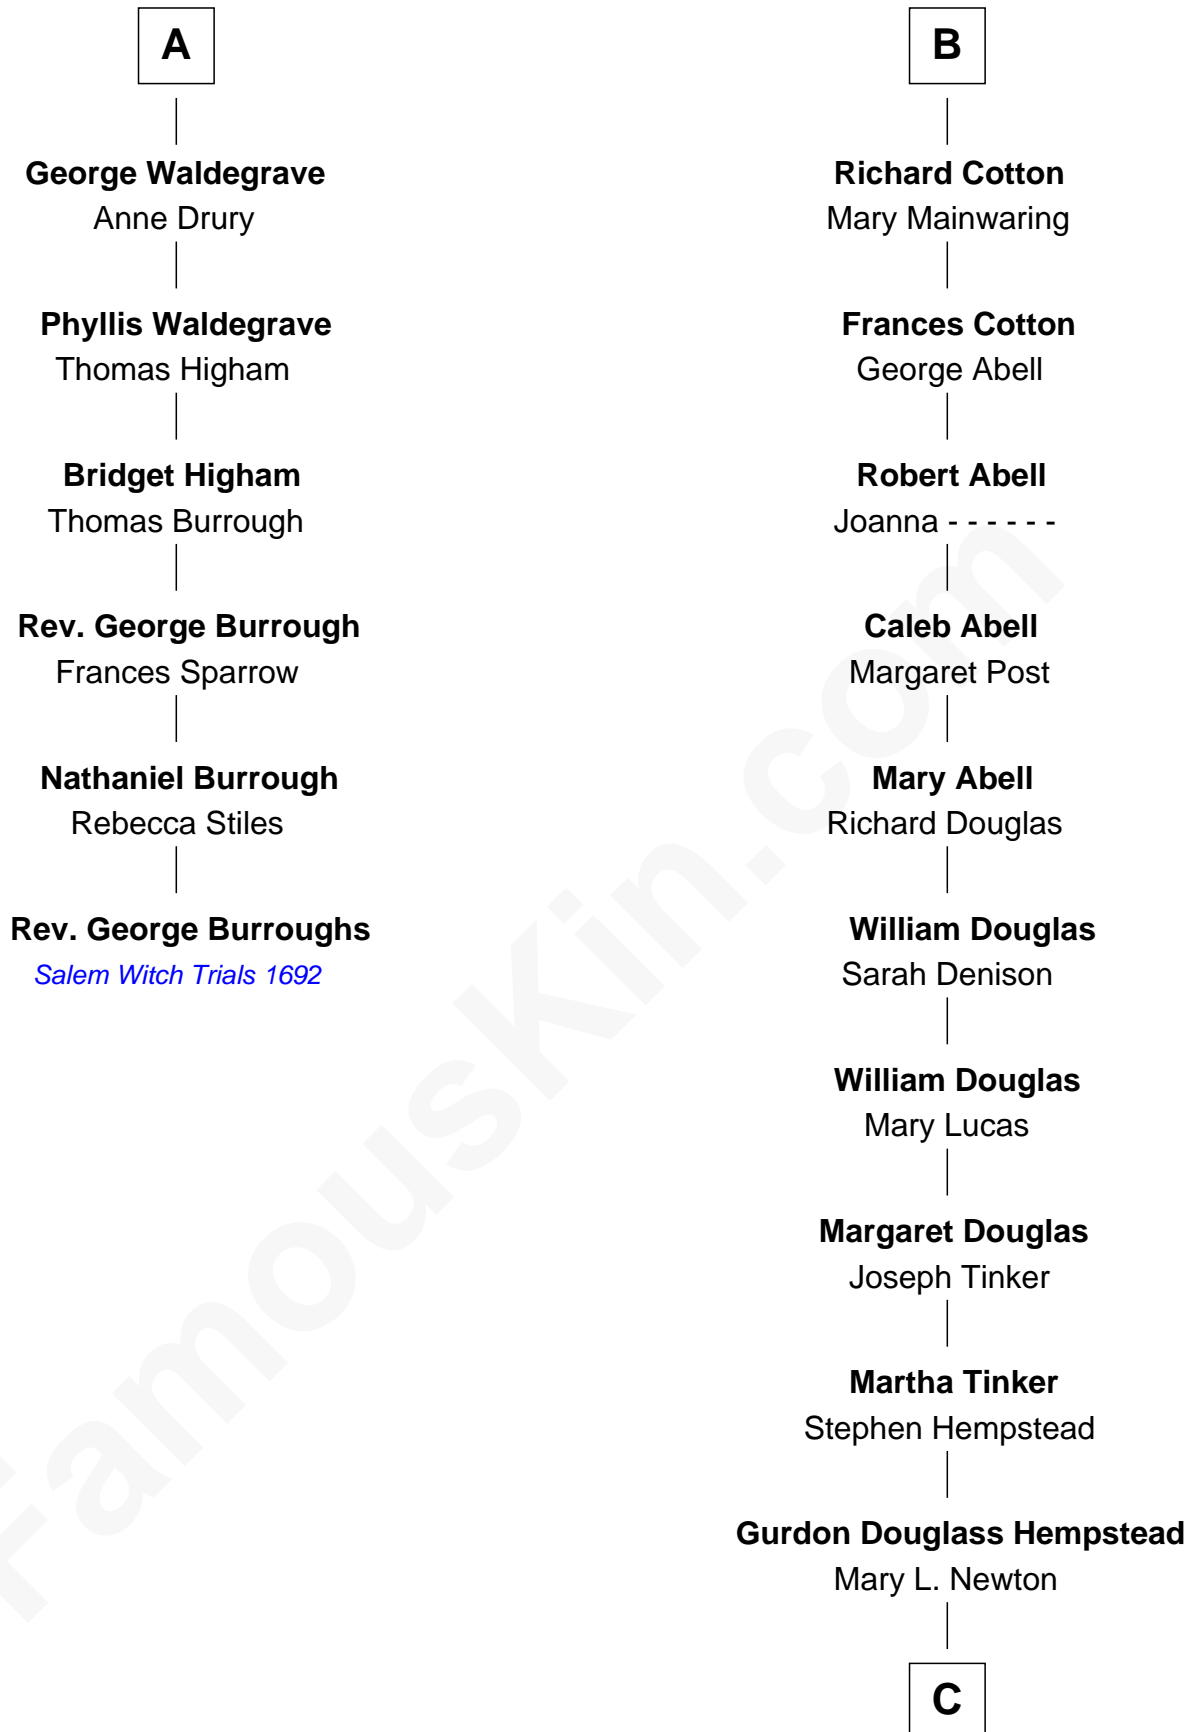 A
George Waldegrave
Anne Drury
Phyllis Waldegrave
Thomas Higham
Bridget Higham
Thomas Burrough
Rev. George Burrough
Frances Sparrow
Nathaniel Burrough
Rebecca Stiles
Rev. George Burroughs
Salem Witch Trials 1692
B
Richard Cotton
Mary Mainwaring
Frances Cotton
George Abell
Robert Abell
Joanna - - - - - -
Caleb Abell
Margaret Post
Mary Abell
Richard Douglas
William Douglas
Sarah Denison
William Douglas
Mary Lucas
Margaret Douglas
Joseph Tinker
Martha Tinker
Stephen Hempstead
Gurdon Douglass Hempstead
Mary L. Newton
C
FamousKin.com